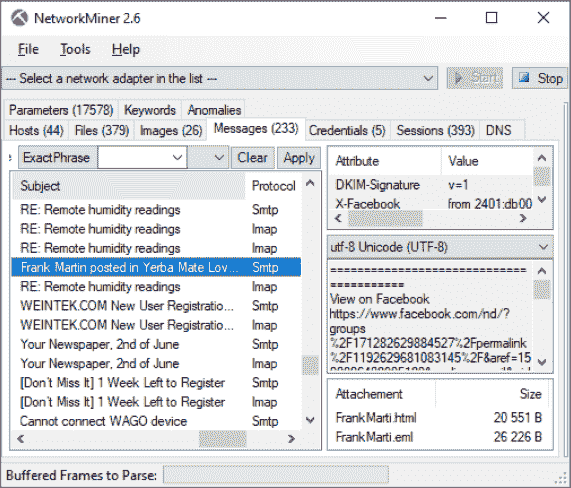 NetworkMiner 2.6
File Tools Help
--- Select a network adapter in the list ---
Start
Stop
Parameters (17578) Keywords Anomalies
Hosts (44) Files (379) Images (26) Messages (233) Credentials (5) Sessions (393) DNS
ExactPhrase
Clear
Apply
Subject Protocol
RE: Remote humidity readings Smtp
RE: Remote humidity readings Imap
RE: Remote humidity readings Imap
Frank Martin posted in Yerba Mate Lov... Smtp
RE: Remote humidity readings Imap
WEINTEK.COM New User Registratio... Smtp
WEINTEK.COM New User Registratio... Imap
Your Newspaper, 2nd of June Smtp
Your Newspaper, 2nd of June Imap
[Don't Miss It] 1 Week Left to Register Smtp
[Don't Miss It] 1 Week Left to Register Imap
Cannot connect WAGO device Smtp
Attribute Value
DKIM-Signature v=1
X-Facebook from 2401:db00
utf-8 Unicode (UTF-8)
==============================
===========
View on Facebook
https://www.facebook.com/nd/?
groups
%2F171282629884527%2Fpermalink
%2F1192629681083145%2F&aref=15
Attachement Size
FrankMarti.html 20 551 B
FrankMarti.eml 26 226 B
Buffered Frames to Parse: